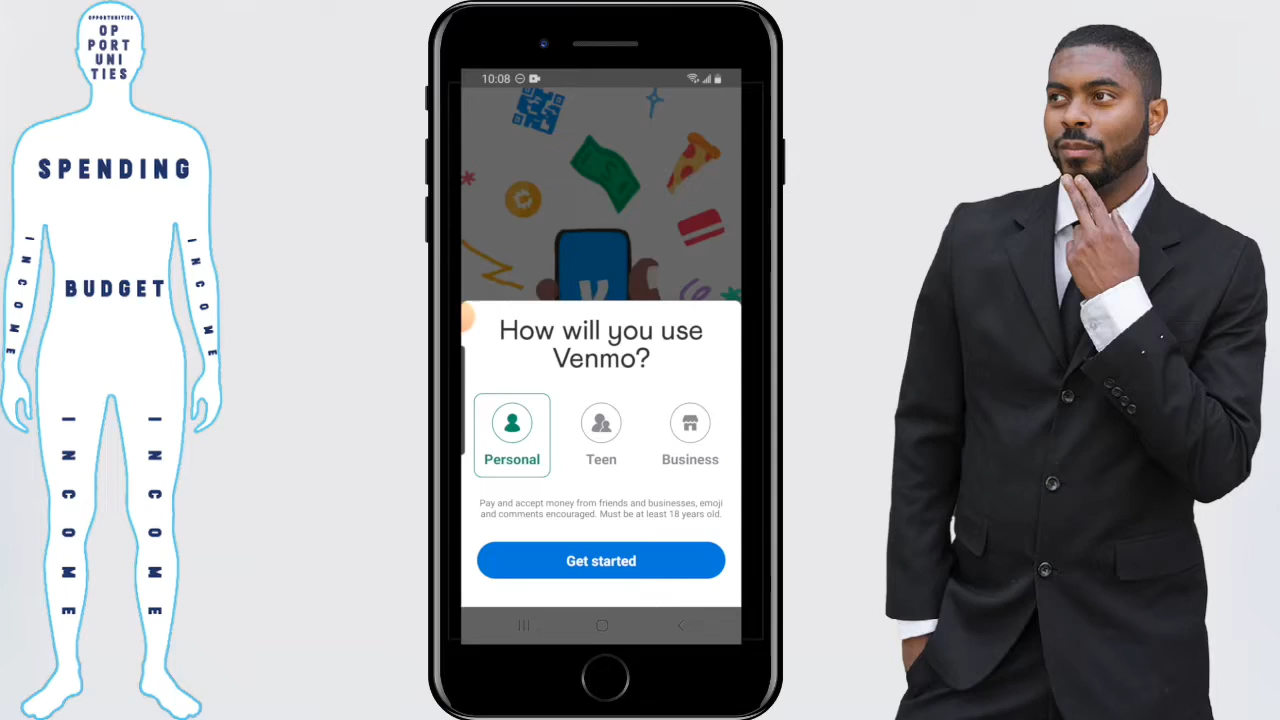 OPPORTUNITIES
OP
PORT
UNI
TIES
SPENDING
INCOME
INCOME
BUDGET
INCOME
INCOME
10:08
How will you use
Venmo?
Personal
Teen
Business
Pay and accept money from friends and businesses, emoji
and comments encouraged. Must be at least 18 years old.
Get started